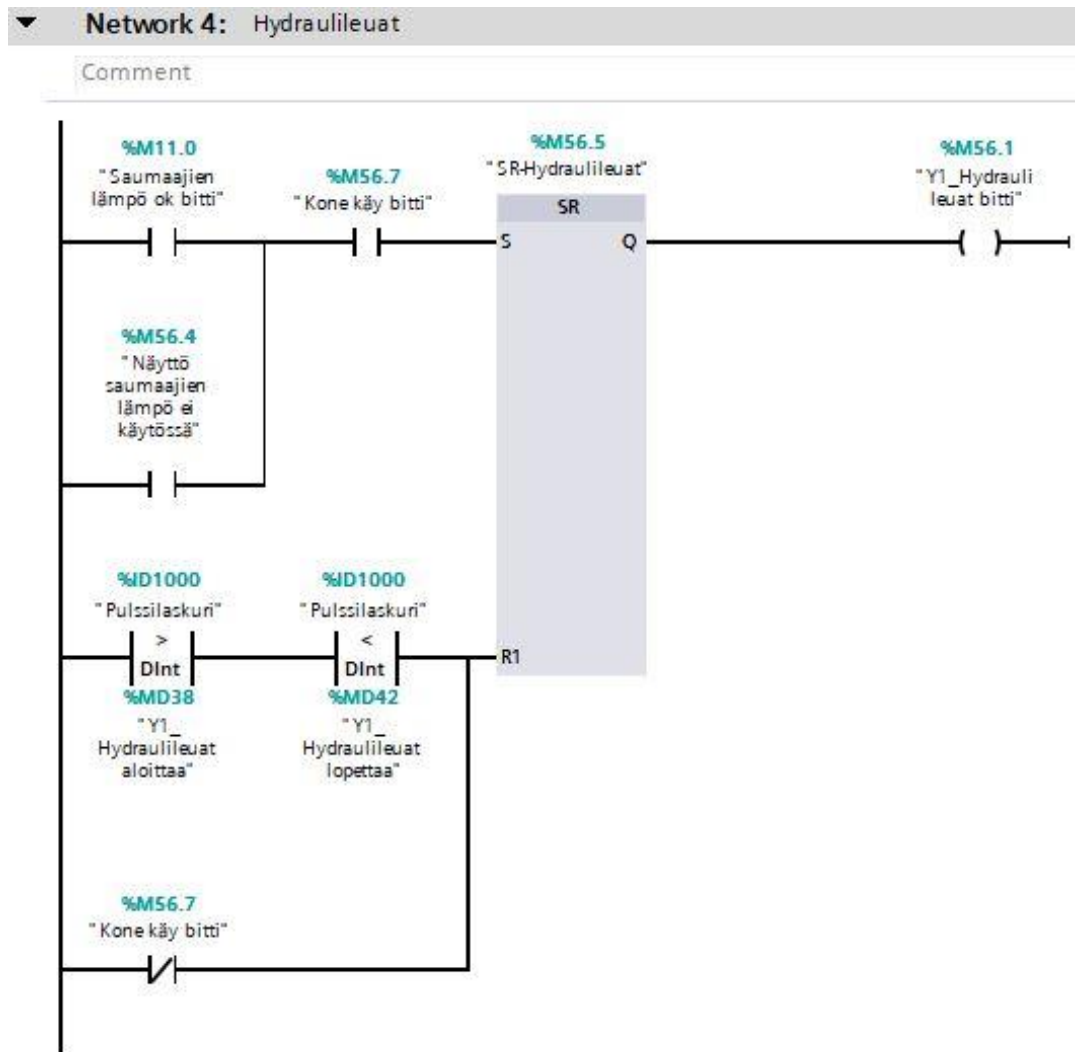 Network 4: Hydraulileuat
Comment
%M11.0
"Saumaajien
lämpö ok bitti"
%M56.7
"Kone käy bitti"
%M56.5
"SR-Hydraulileuat"
SR
S
Q
%M56.1
"Y1_Hydrauli
leuat bitti"
%M56.4
"Näyttö
saumaajien
lämpö ei
käytössä"
%ID1000
"Pulssilaskuri"
>
DInt
%MD38
"Y1_
Hydraulileuat
aloittaa"
%ID1000
"Pulssilaskuri"
<
DInt
%MD42
"Y1_
Hydraulileuat
lopettaa"
R1
%M56.7
"Kone käy bitti"